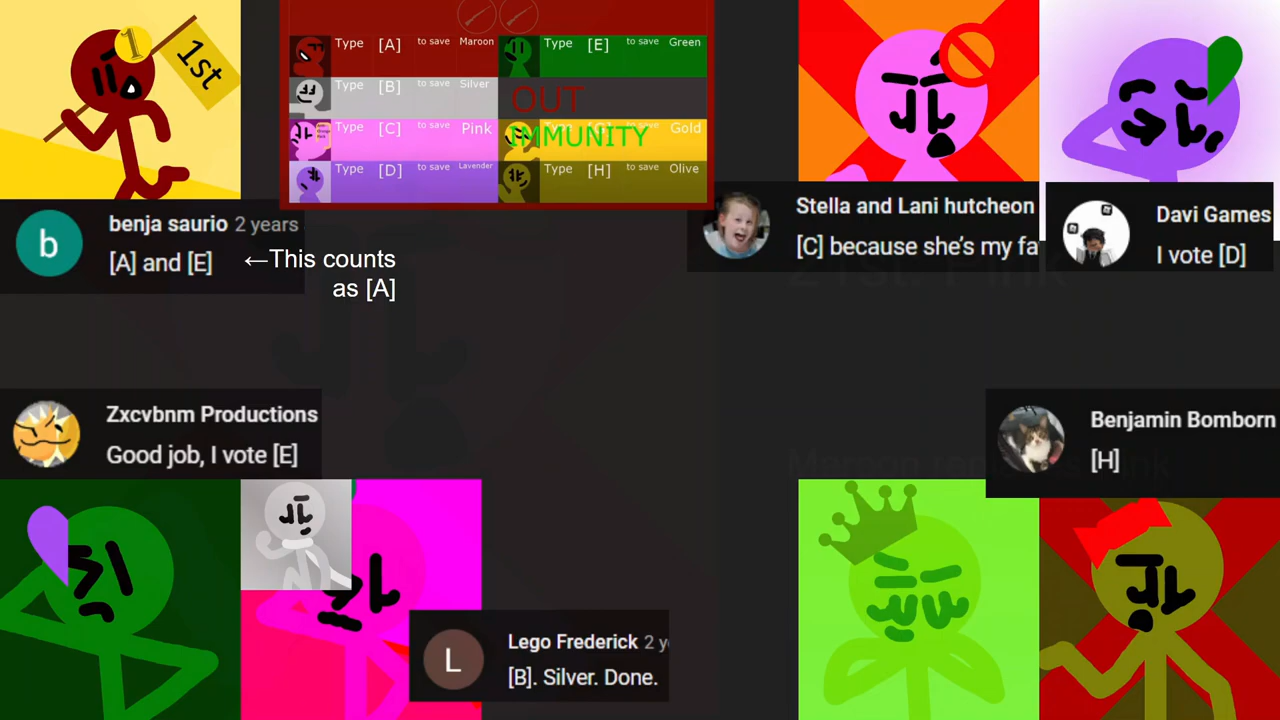 1
1st
Type [A] to save Maroon
Type [E] to save Green
Type [B] to save Silver
OUT
Type [C] Pink
IMMUNITY
Gold
Type [D] to save Lavender
Type [H] to save Olive
benja saurio 2 years
[A] and [E]
←This counts
as [A]
Stella and Lani hutcheon
[C] because she's my fa
Davi Games
I vote [D]
21st: Pink
Zxcvbnm Productions
Good job, I vote [E]
Benjamin Bomborn
[H]
b
L
Lego Frederick 2 y
[B]. Silver. Done.